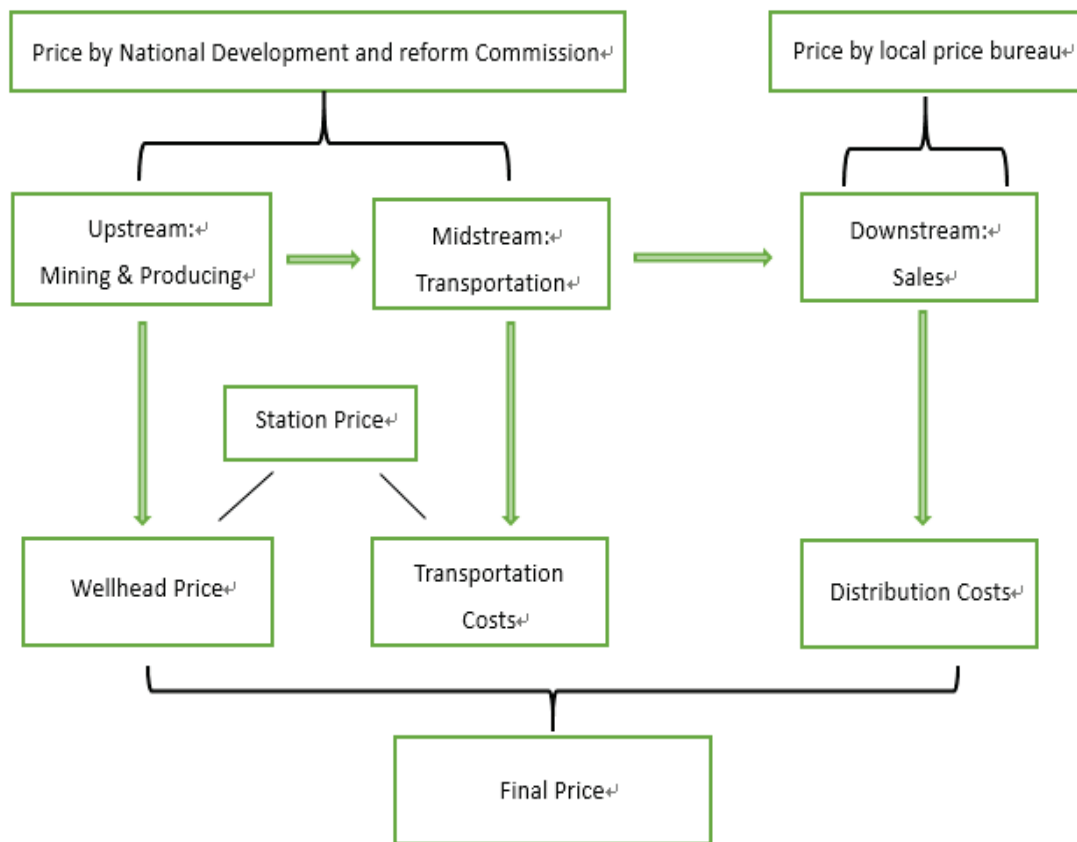 Price by National Development and reform Commission↵
Price by local price bureau↵
Upstream:↵
Mining & Producing↵
Midstream:↵
Transportation↵
Downstream:↵
Sales↵
Station Price↵
Wellhead Price↵
Transportation
Costs↵
Distribution Costs↵
Final Price↵